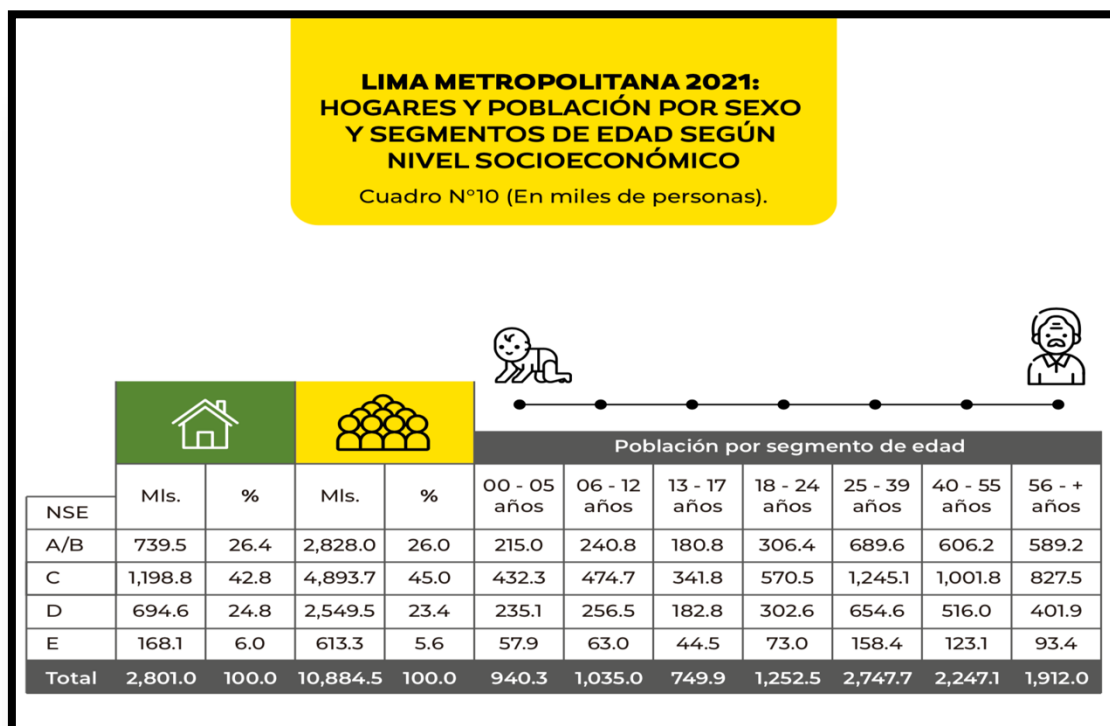 LIMA METROPOLITANA 2021:
HOGARES Y POBLACIÓN POR SEXO
Y SEGMENTOS DE EDAD SEGÚN
NIVEL SOCIOECONÓMICO
Cuadro N°10 (En miles de personas).
Población por segmento de edad
NSE Mls. % Mls. % 00 - 05 años 06 - 12 años 13 - 17 años 18 - 24 años 25 - 39 años 40 - 55 años 56 - + años
A/B 739.5 26.4 2,828.0 26.0 215.0 240.8 180.8 306.4 689.6 606.2 589.2
C 1,198.8 42.8 4,893.7 45.0 432.3 474.7 341.8 570.5 1,245.1 1,001.8 827.5
D 694.6 24.8 2,549.5 23.4 235.1 256.5 182.8 302.6 654.6 516.0 401.9
E 168.1 6.0 613.3 5.6 57.9 63.0 44.5 73.0 158.4 123.1 93.4
Total 2,801.0 100.0 10,884.5 100.0 940.3 1,035.0 749.9 1,252.5 2,747.7 2,247.1 1,912.0